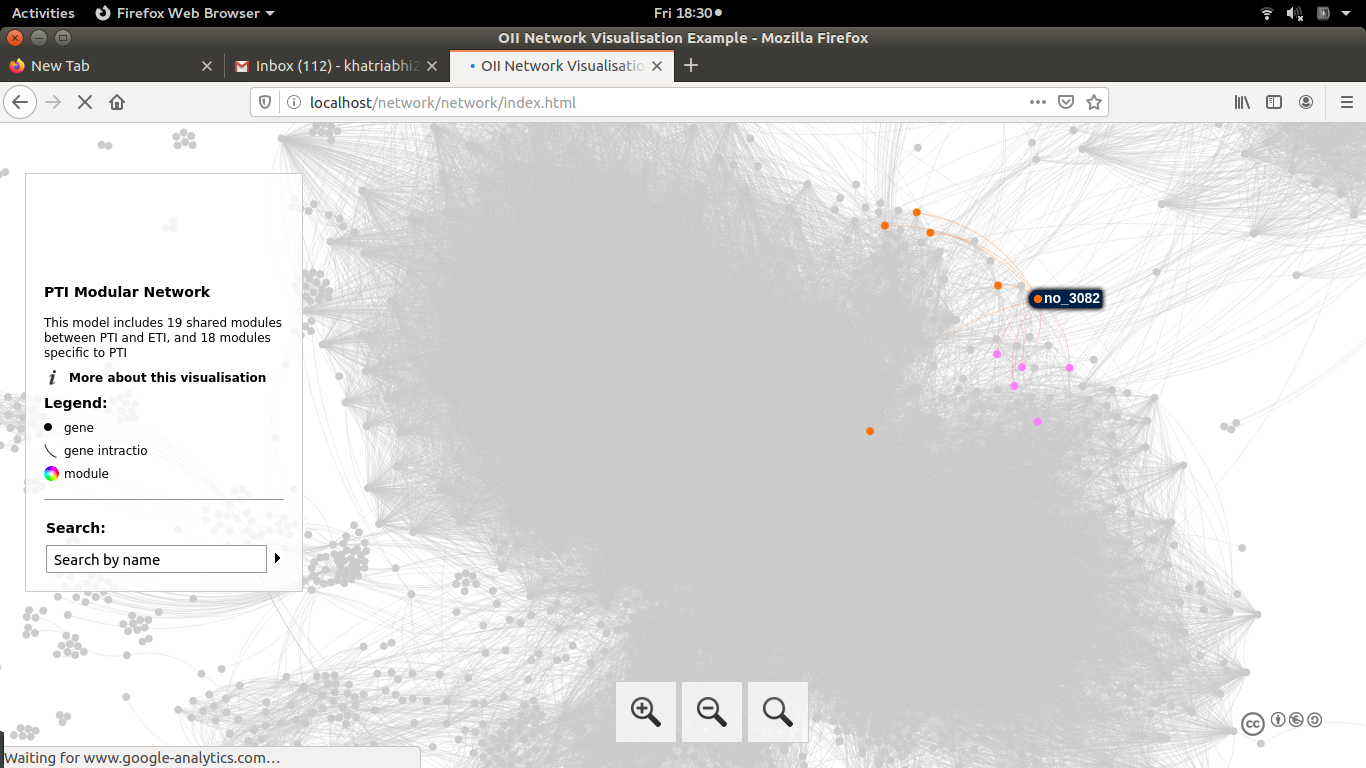 Activities Firefox Web Browser Fri 18:30
OII Network Visualisation Example - Mozilla Firefox
New Tab Inbox (112) - khatriabhi2 OII Network Visualisatio
localhost/network/network/index.html
no_3082
PTI Modular Network
This model includes 19 shared modules
between PTI and ETI, and 18 modules
specific to PTI
i More about this visualisation
Legend:
gene
gene intractio
module
Search:
Search by name
cc
Waiting for www.google-analytics.com…